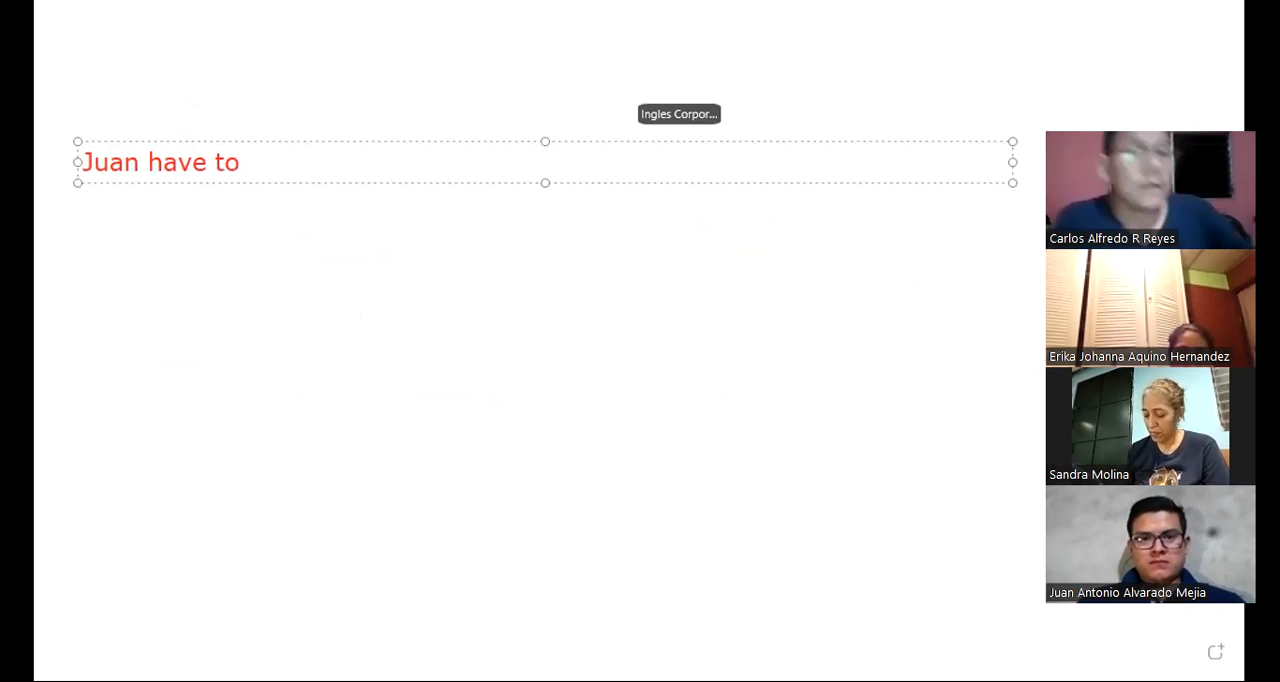 Ingles Corpor...
Juan have to
Carlos Alfredo R Reyes
Erika Johanna Aquino Hernandez
Sandra Molina
Juan Antonio Alvarado Mejia